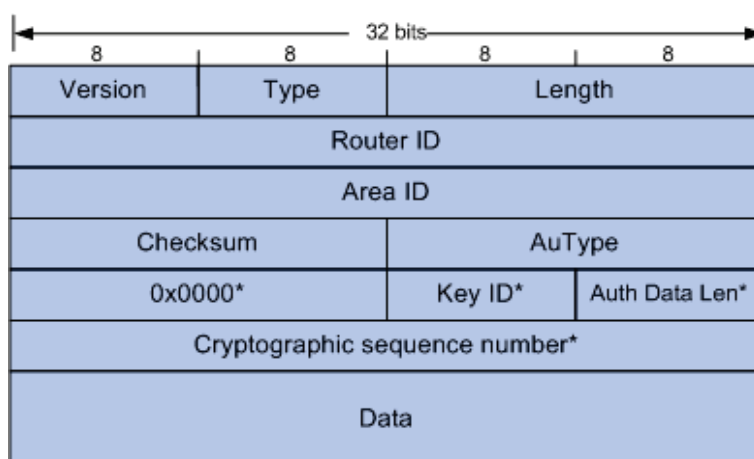 32 bits
8 8 8 8
Version Type Length
Router ID
Area ID
Checksum AuType
0x0000* Key ID* Auth Data Len*
Cryptographic sequence number*
Data